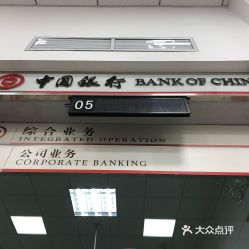 中国银行 BANK OF CHIN
05
综合业务
INTEGRATED OPERATION
公司业务
CORPORATE BANKING
大众点评